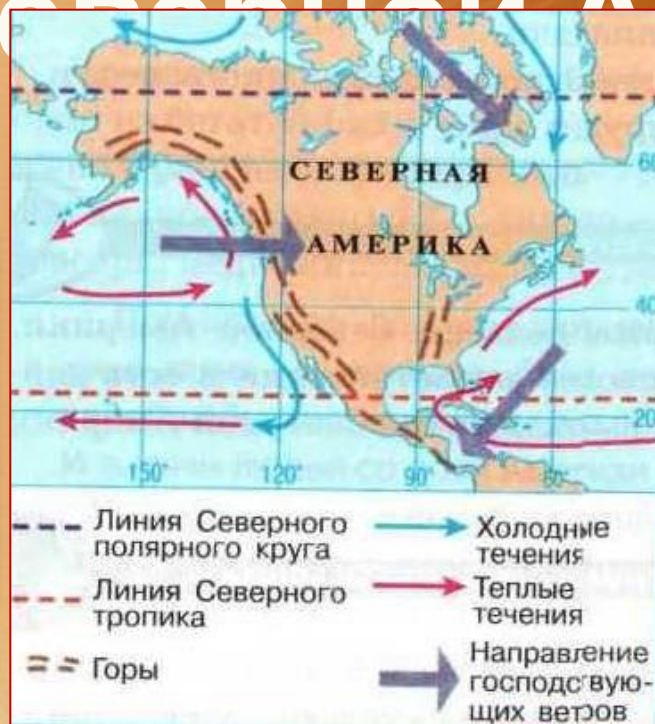 СЕВЕРНАЯ
АМЕРИКА
60
40
20
150°
120°
90°
60°
Линия Северного
полярного круга
Линия Северного
тропика
Горы
Холодные
течения
Теплые
течения
Направление
господствую-
щих ветров